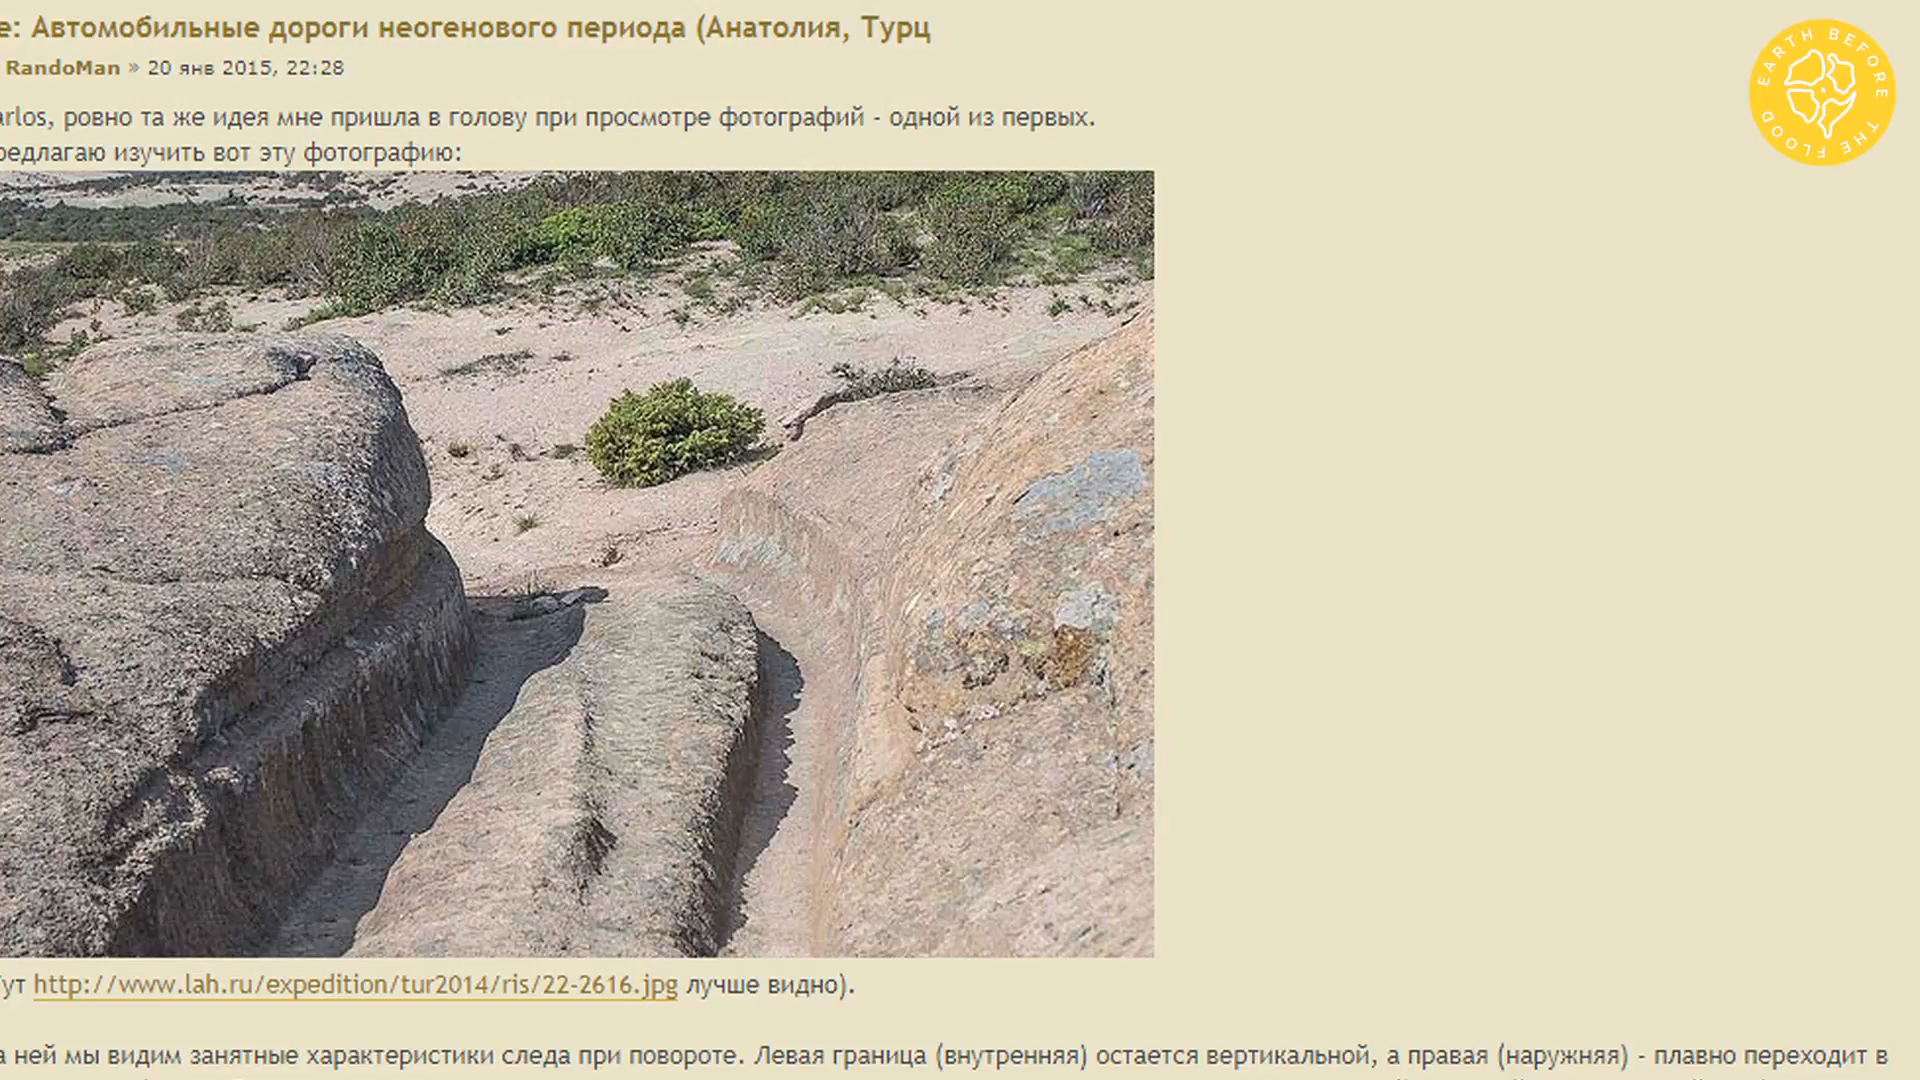 е: Автомобильные дороги неогенового периода (Анатолия, Турц
RandoMan » 20 янв 2015, 22:28
EARTH BEFORE THE FLOOD
arlos, ровно та же идея мне пришла в голову при просмотре фотографий - одной из первых.
редлагаю изучить вот эту фотографию:
Тут http://www.lah.ru/expedition/tur2014/ris/22-2616.jpg лучше видно).
а ней мы видим занятные характеристики следа при повороте. Левая граница (внутренняя) остается вертикальной, а правая (наружняя) - плавно переходит в